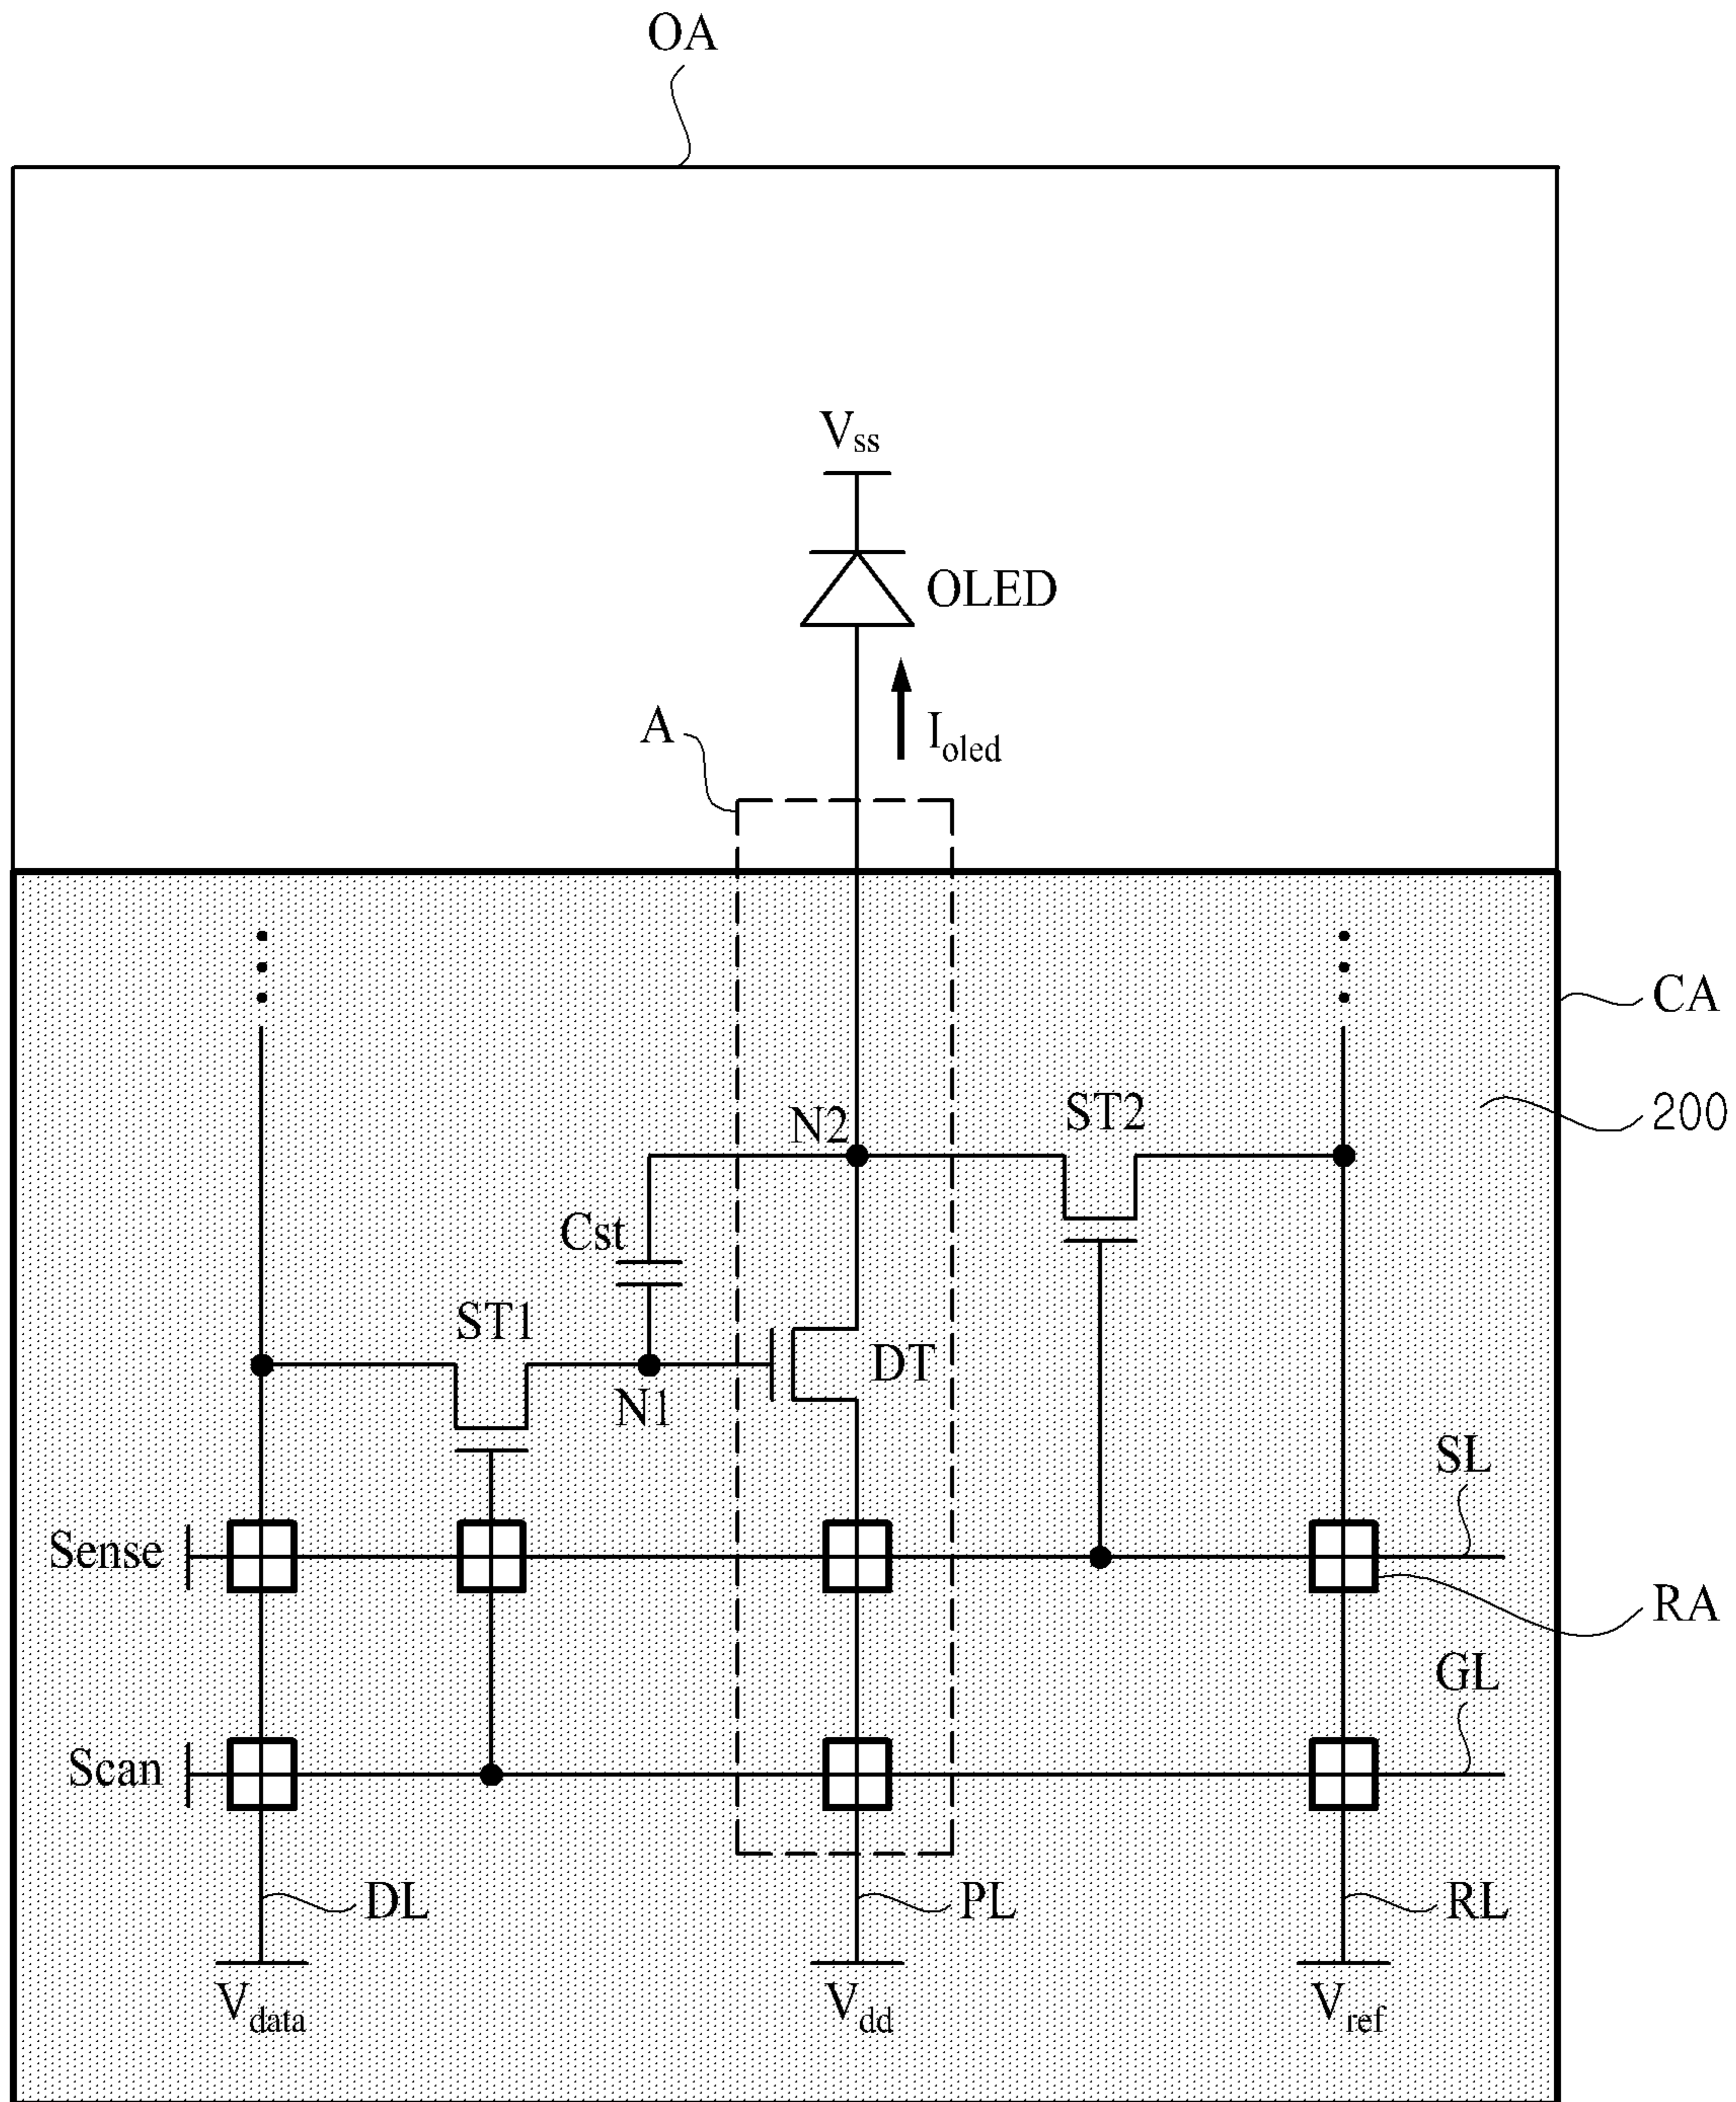 OA
Vss
OLED
A
Ioled
CA
N2
ST2
200
Cst
ST1
DT
N1
SL
Sense
RA
GL
Scan
DL
PL
RL
Vdata
Vdd
Vref